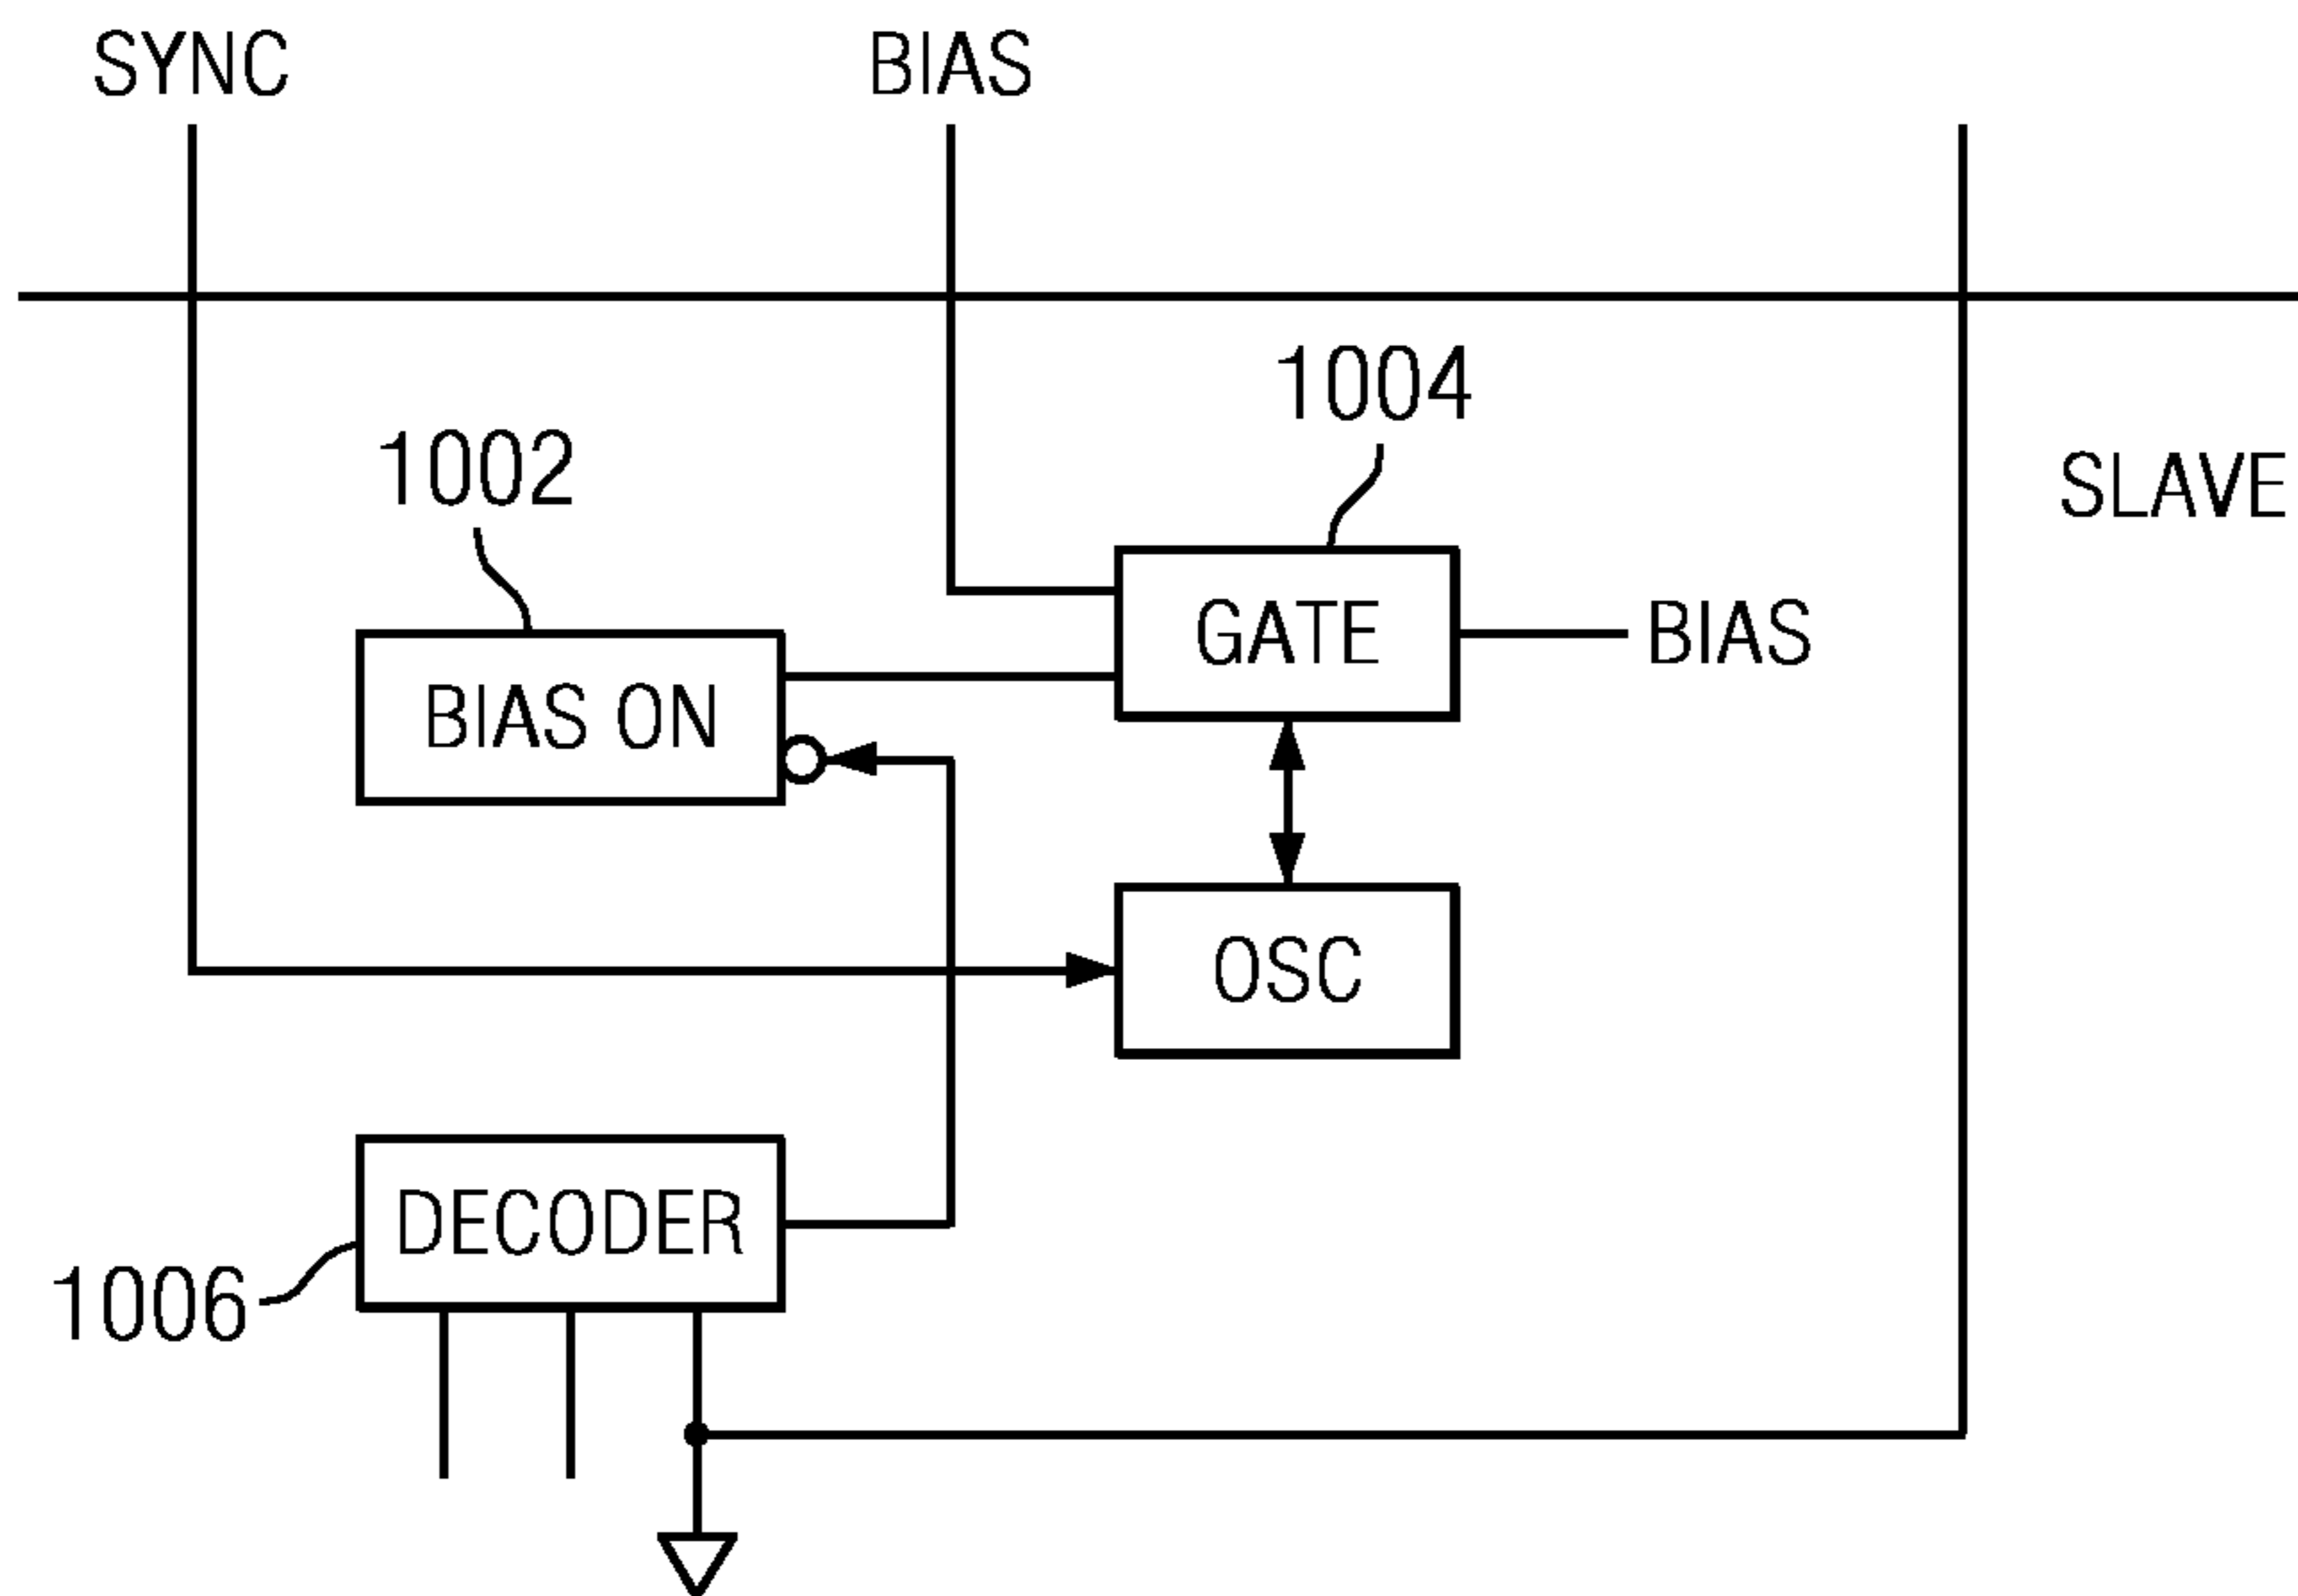 SYNC
BIAS
1004
1002
SLAVE
GATE
BIAS
BIAS ON
OSC
DECODER
1006